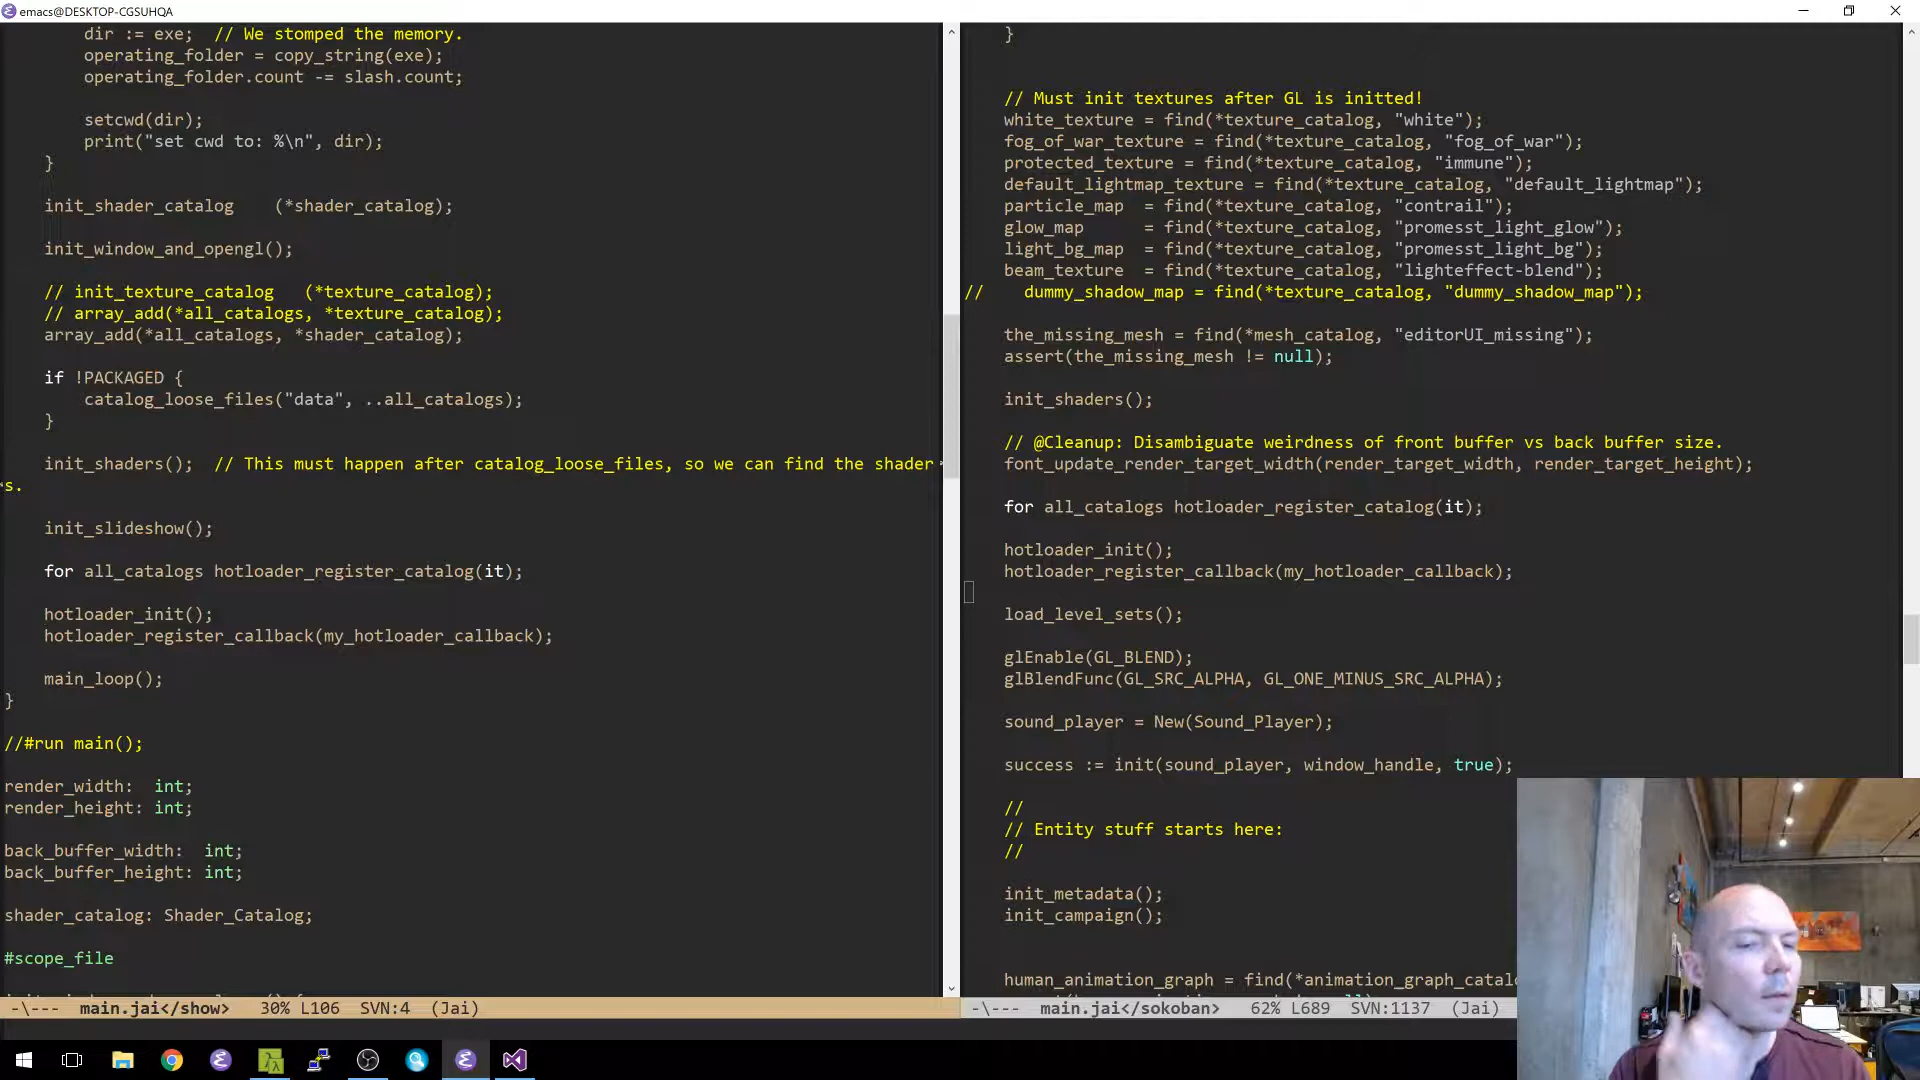 emacs@DESKTOP-CGSUHQA
dir := exe;  // We stomped the memory.
operating_folder = copy_string(exe);
operating_folder.count -= slash.count;
setcwd(dir);
print("set cwd to: %\n", dir);
}
init_shader_catalog    (*shader_catalog);
init_window_and_opengl();
// init_texture_catalog   (*texture_catalog);
// array_add(*all_catalogs, *texture_catalog);
array_add(*all_catalogs, *shader_catalog);
if !PACKAGED {
catalog_loose_files("data", ..all_catalogs);
}
init_shaders();  // This must happen after catalog_loose_files, so we can find the shader
s.
init_slideshow();
for all_catalogs hotloader_register_catalog(it);
hotloader_init();
hotloader_register_callback(my_hotloader_callback);
main_loop();
}
//#run main();
render_width:  int;
render_height: int;
back_buffer_width:  int;
back_buffer_height: int;
shader_catalog: Shader_Catalog;
#scope_file
-\---  main.jai</show>   30% L106  SVN:4  (Jai)
}
// Must init textures after GL is initted!
white_texture = find(*texture_catalog, "white");
fog_of_war_texture = find(*texture_catalog, "fog_of_war");
protected_texture = find(*texture_catalog, "immune");
default_lightmap_texture = find(*texture_catalog, "default_lightmap");
particle_map  = find(*texture_catalog, "contrail");
glow_map      = find(*texture_catalog, "promesst_light_glow");
light_bg_map  = find(*texture_catalog, "promesst_light_bg");
beam_texture  = find(*texture_catalog, "lighteffect-blend");
//    dummy_shadow_map = find(*texture_catalog, "dummy_shadow_map");
the_missing_mesh = find(*mesh_catalog, "editorUI_missing");
assert(the_missing_mesh != null);
init_shaders();
// @Cleanup: Disambiguate weirdness of front buffer vs back buffer size.
font_update_render_target_width(render_target_width, render_target_height);
for all_catalogs hotloader_register_catalog(it);
hotloader_init();
hotloader_register_callback(my_hotloader_callback);
load_level_sets();
glEnable(GL_BLEND);
glBlendFunc(GL_SRC_ALPHA, GL_ONE_MINUS_SRC_ALPHA);
sound_player = New(Sound_Player);
success := init(sound_player, window_handle, true);
//
// Entity stuff starts here:
//
init_metadata();
init_campaign();
human_animation_graph = find(*animation_graph_catal
-\---  main.jai</sokoban>   62% L689  SVN:1137  (Jai)